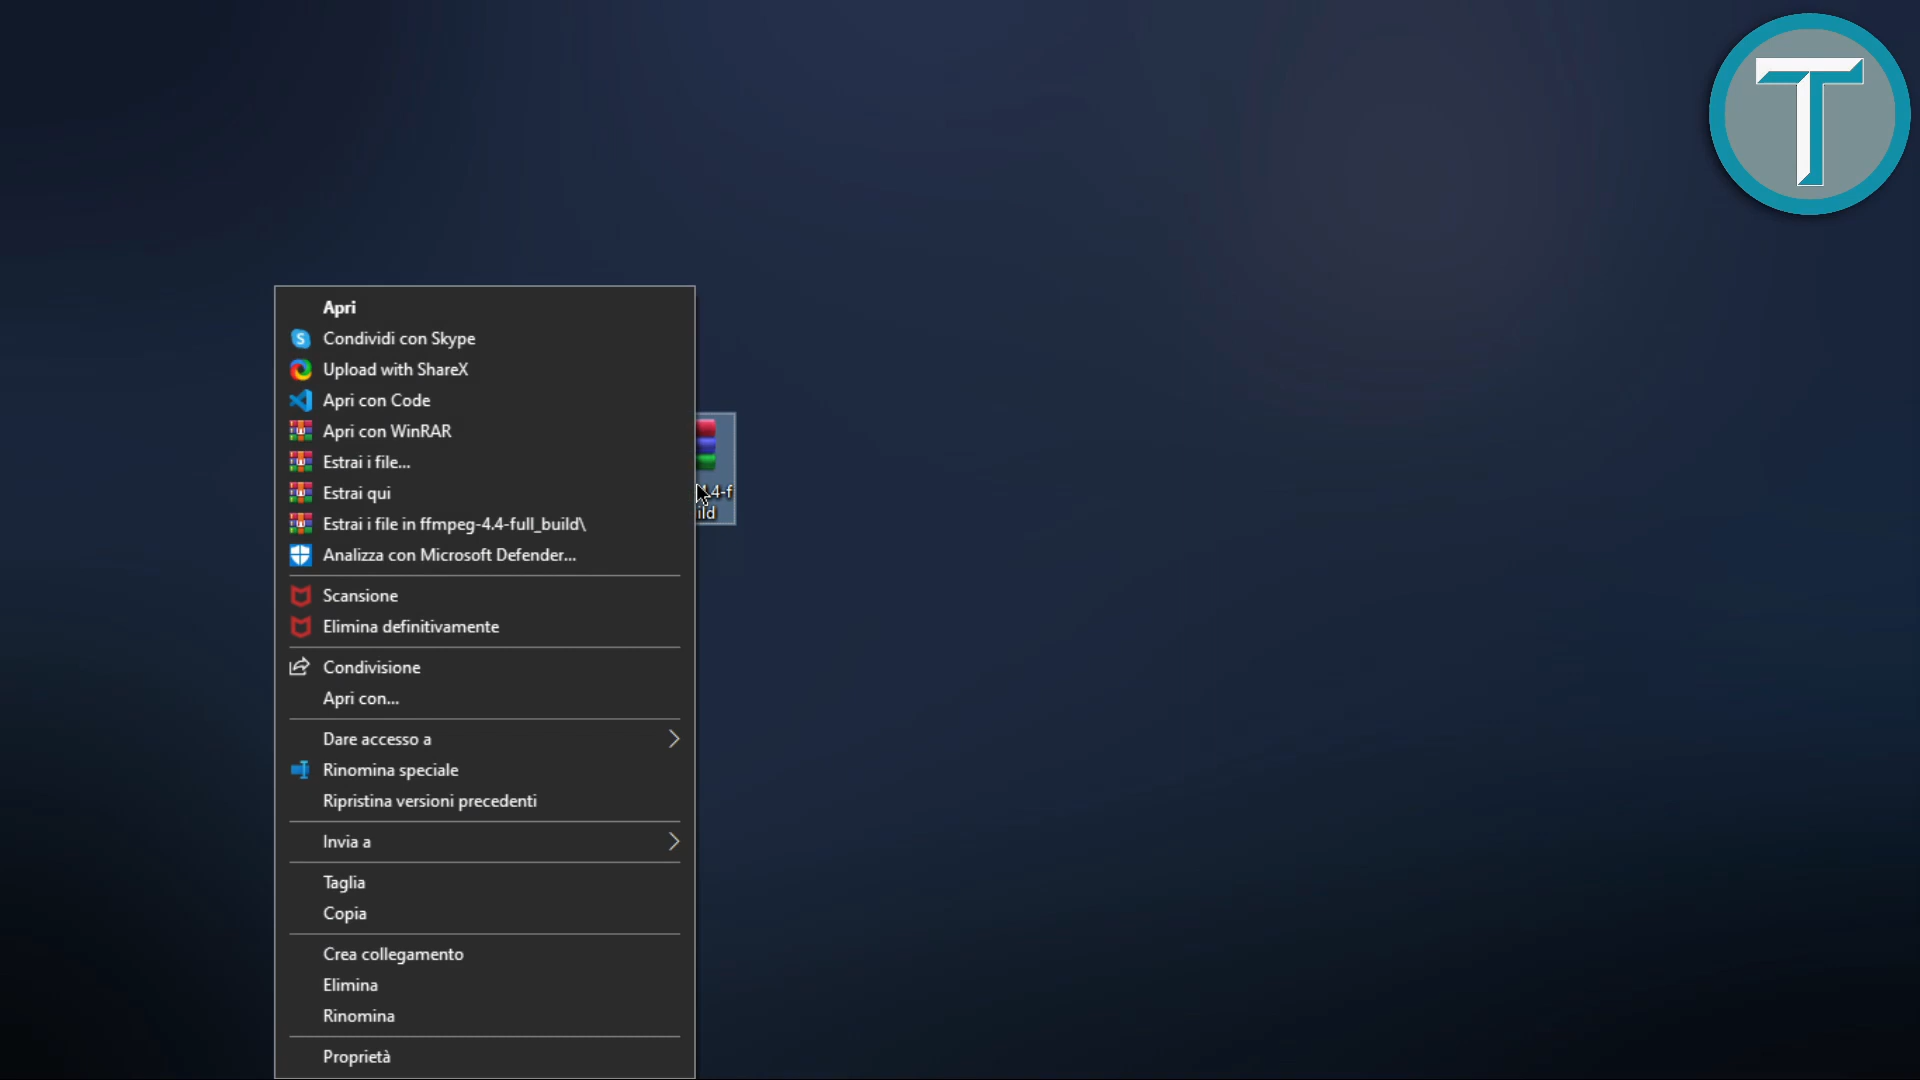 Apri
Condividi con Skype
Upload with ShareX
Apri con Code
Apri con WinRAR
Estrai i file...
Estrai qui
Estrai i file in ffmpeg-4.4-full_build\
Analizza con Microsoft Defender...
Scansione
Elimina definitivamente
Condivisione
Apri con...
Dare accesso a
Rinomina speciale
Ripristina versioni precedenti
Invia a
Taglia
Copia
Crea collegamento
Elimina
Rinomina
Proprietà
.4-f
ild
T